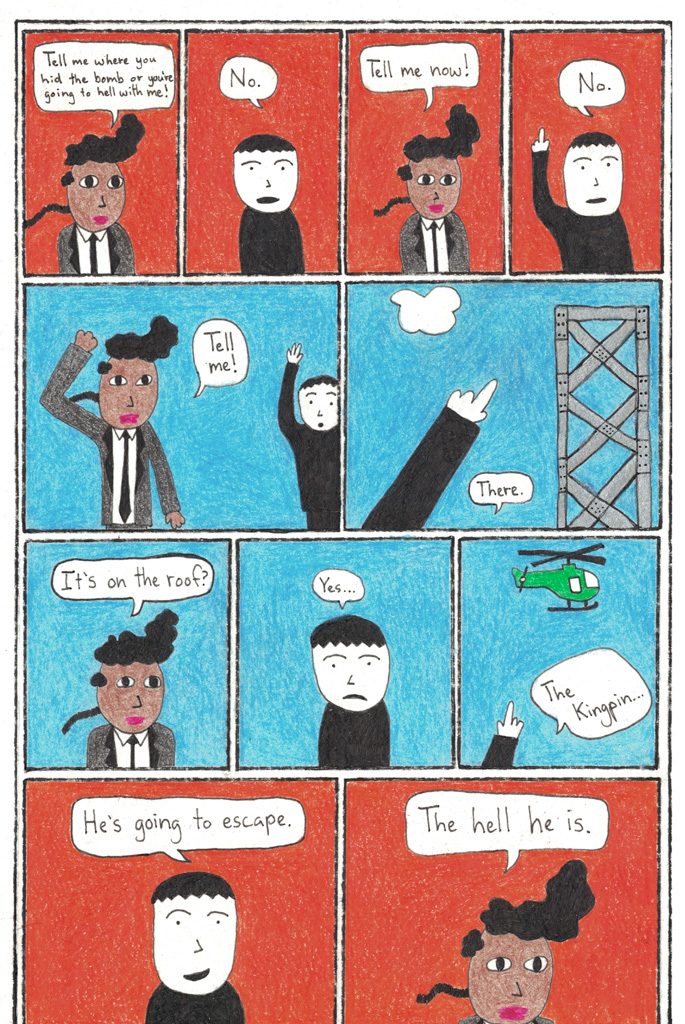 Tell me where you
hid the bomb or you're
going to hell with me!
No.
Tell me now!
No.
Tell
me!
There.
It's on the roof?
Yes...
The
Kingpin...
He's going to escape.
The hell he is.